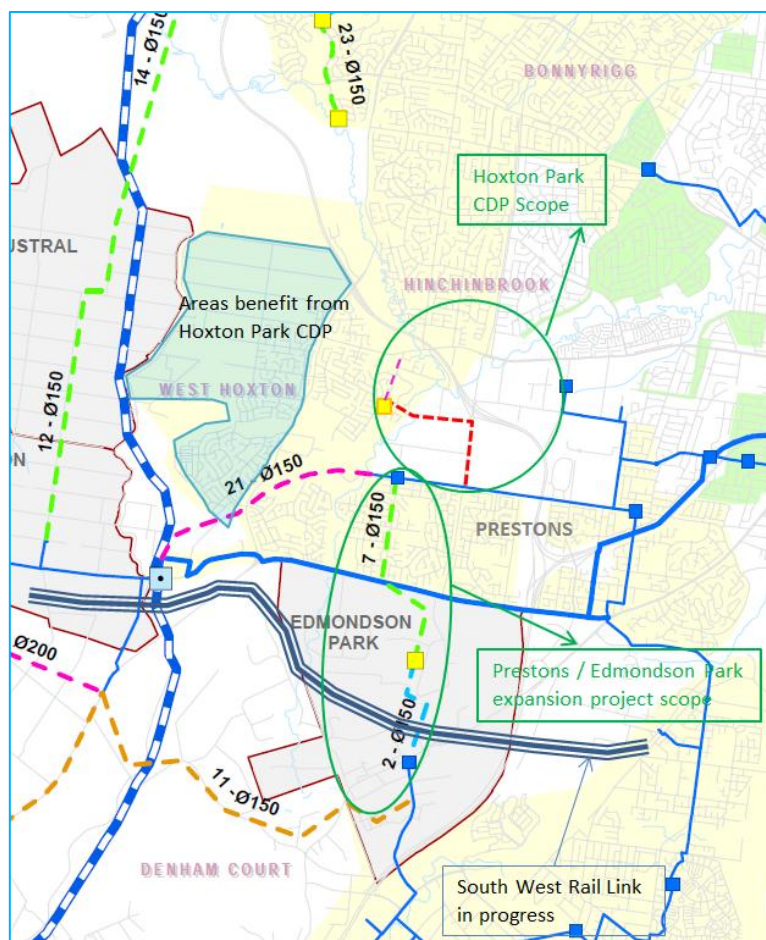 14 - Ø150
23 - Ø150
BONNYRIGG
Hoxton Park
CDP Scope
USTRAL
HINCHINBROOK
Areas benefit from
Hoxton Park CDP
WEST HOXTON
12 - Ø150
ON
21 - Ø150
7 - Ø150
PRESTONS
EDMONDSON
PARK
Ø200
Prestons / Edmondson Park
expansion project scope
2 - Ø150
11 -Ø150
DENHAM COURT
South West Rail Link
in progress